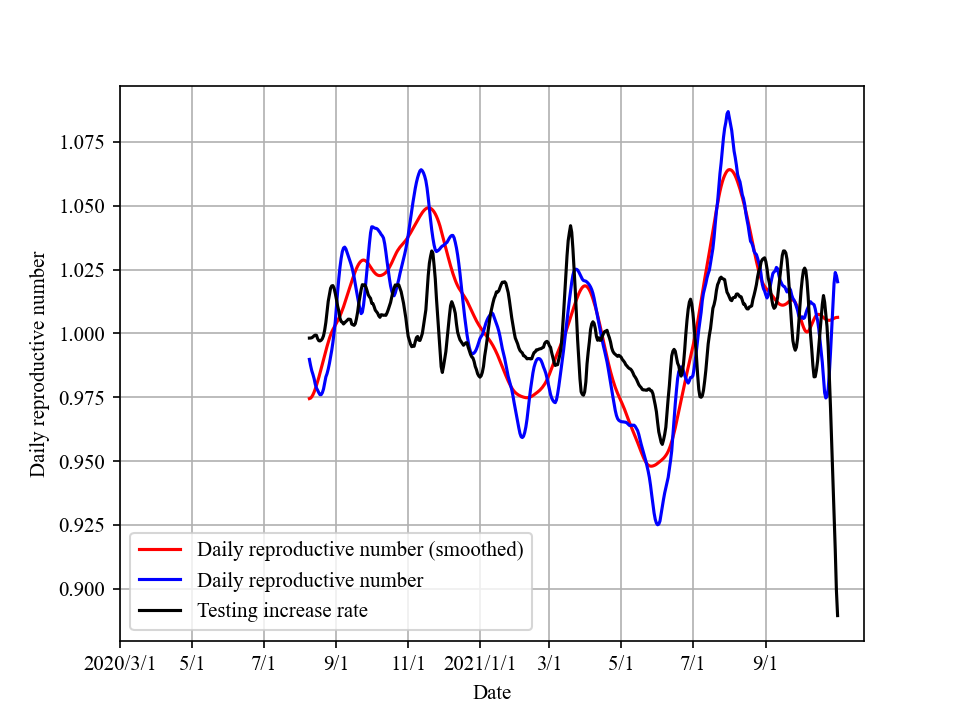 1.075
1.050
1.025
1.000
0.975
0.950
0.925
0.900
Daily reproductive number
Daily reproductive number (smoothed)
Daily reproductive number
Testing increase rate
2020/3/1 5/1 7/1 9/1 11/1 2021/1/1 3/1 5/1 7/1 9/1
Date